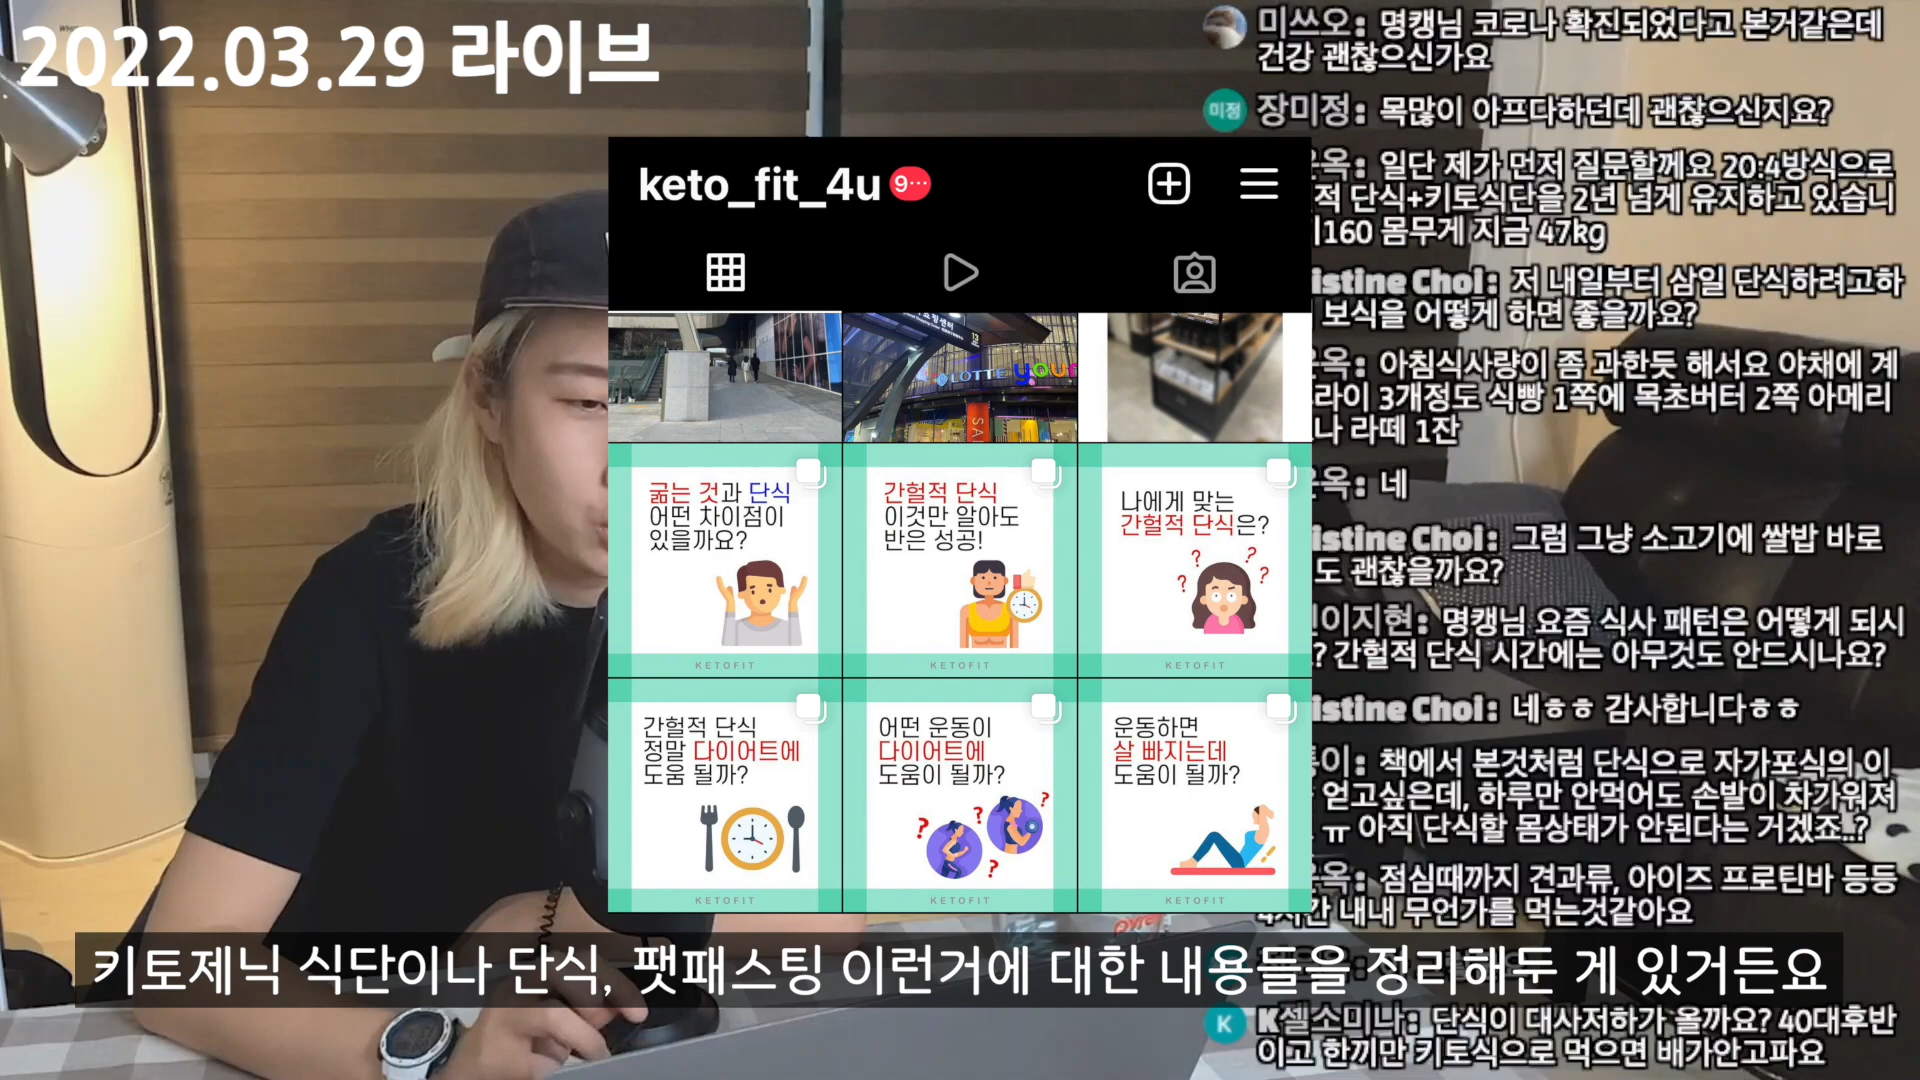 2022.03.29 라이브
keto_fit_4u 9…
쇼핑센터
LOTTE your
SA
굶는 것과 단식
어떤 차이점이
있을까요?
KETOFIT
간헐적 단식
이것만 알아도
반은 성공!
KETOFIT
나에게 맞는
간헐적 단식은?
KETOFIT
간헐적 단식
정말 다이어트에
도움 될까?
KETOFIT
어떤 운동이
다이어트에
도움이 될까?
KETOFIT
운동하면
살 빠지는데
도움이 될까?
KETOFIT
미쓰오: 명캥님 코로나 확진되었다고 본거같은데
건강 괜찮으신가요
미정 장미정: 목많이 아프다하던데 괜찮으신지요?
옥: 일단 제가 먼저 질문할께요 20:4방식으로
적 단식+키토식단을 2년 넘게 유지하고 있습니
160 몸무게 지금 47kg
istine Choi: 저 내일부터 삼일 단식하려고하
보식을 어떻게 하면 좋을까요?
옥: 아침식사량이 좀 과한듯 해서요 야채에 계
라이 3개정도 식빵 1쪽에 목초버터 2쪽 아메리
나 라떼 1잔
옥: 네
istine Choi: 그럼 그냥 소고기에 쌀밥 바로
도 괜찮을까요?
이지현: 명캥님 요즘 식사 패턴은 어떻게 되시
? 간헐적 단식 시간에는 아무것도 안드시나요?
istine Choi: 네ㅎㅎ 감사합니다ㅎㅎ
이: 책에서 본것처럼 단식으로 자가포식의 이
얻고싶은데, 하루만 안먹어도 손발이 차가워져
ㅠ 아직 단식할 몸상태가 안된다는 거겠죠..?
옥: 점심때까지 견과류, 아이즈 프로틴바 등등
4시간 내내 무언가를 먹는것같아요
키토제닉 식단이나 단식, 팻패스팅 이런거에 대한 내용들을 정리해둔 게 있거든요
K K셀소미나: 단식이 대사저하가 올까요? 40대후반
이고 한끼만 키토식으로 먹으면 배가안고파요